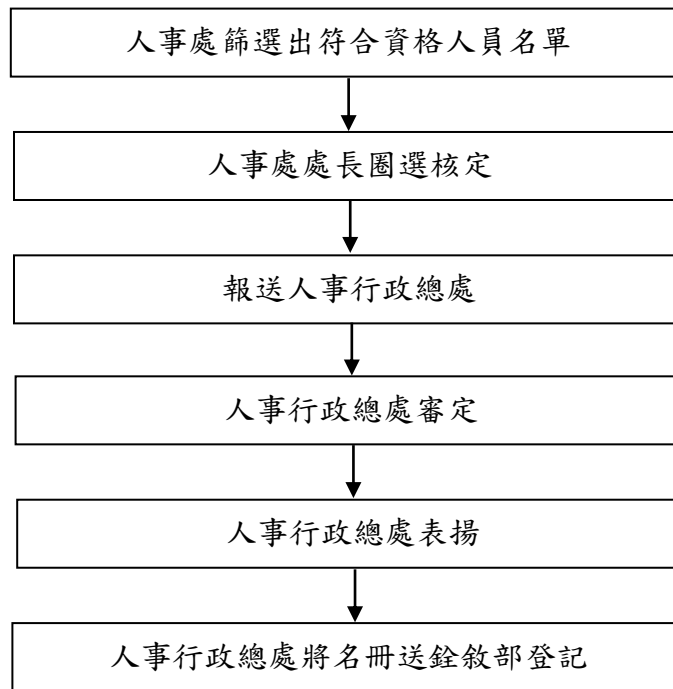 人事處篩選出符合資格人員名單
人事處處長圈選核定
報送人事行政總處
人事行政總處審定
人事行政總處表揚
人事行政總處將名冊送銓敘部登記